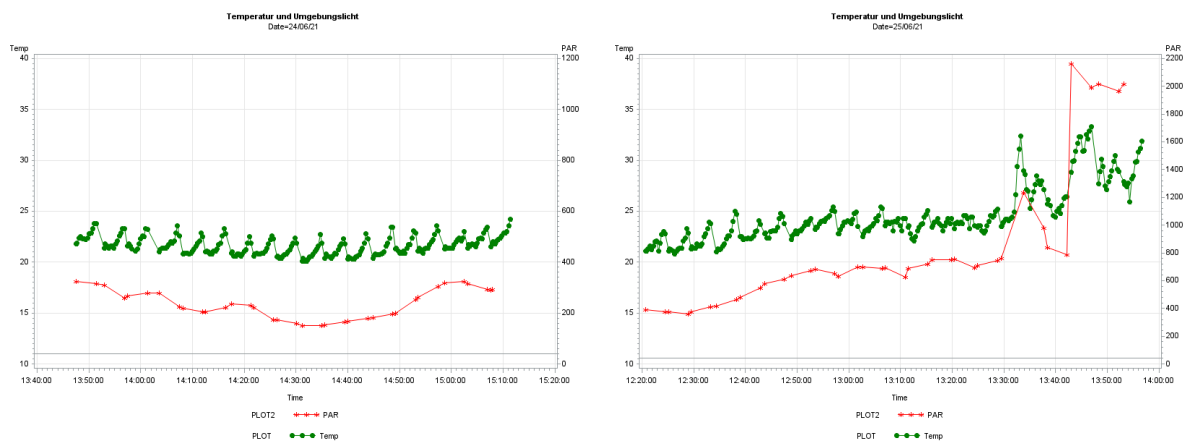 Temperatur und Umgebungslicht
Date=24/06/21
Temp
PAR
40
35
30
25
20
15
10
1200
1000
800
600
400
200
0
13:40:00 13:50:00 14:00:00 14:10:00 14:20:00 14:30:00 14:40:00 14:50:00 15:00:00 15:10:00 15:20:00
Time
PLOT2 PAR
PLOT Temp
Temperatur und Umgebungslicht
Date=25/06/21
Temp
PAR
40
35
30
25
20
15
10
2200
2000
1800
1600
1400
1200
1000
800
600
400
200
0
12:20:00 12:30:00 12:40:00 12:50:00 13:00:00 13:10:00 13:20:00 13:30:00 13:40:00 13:50:00 14:00:00
Time
PLOT2 PAR
PLOT Temp